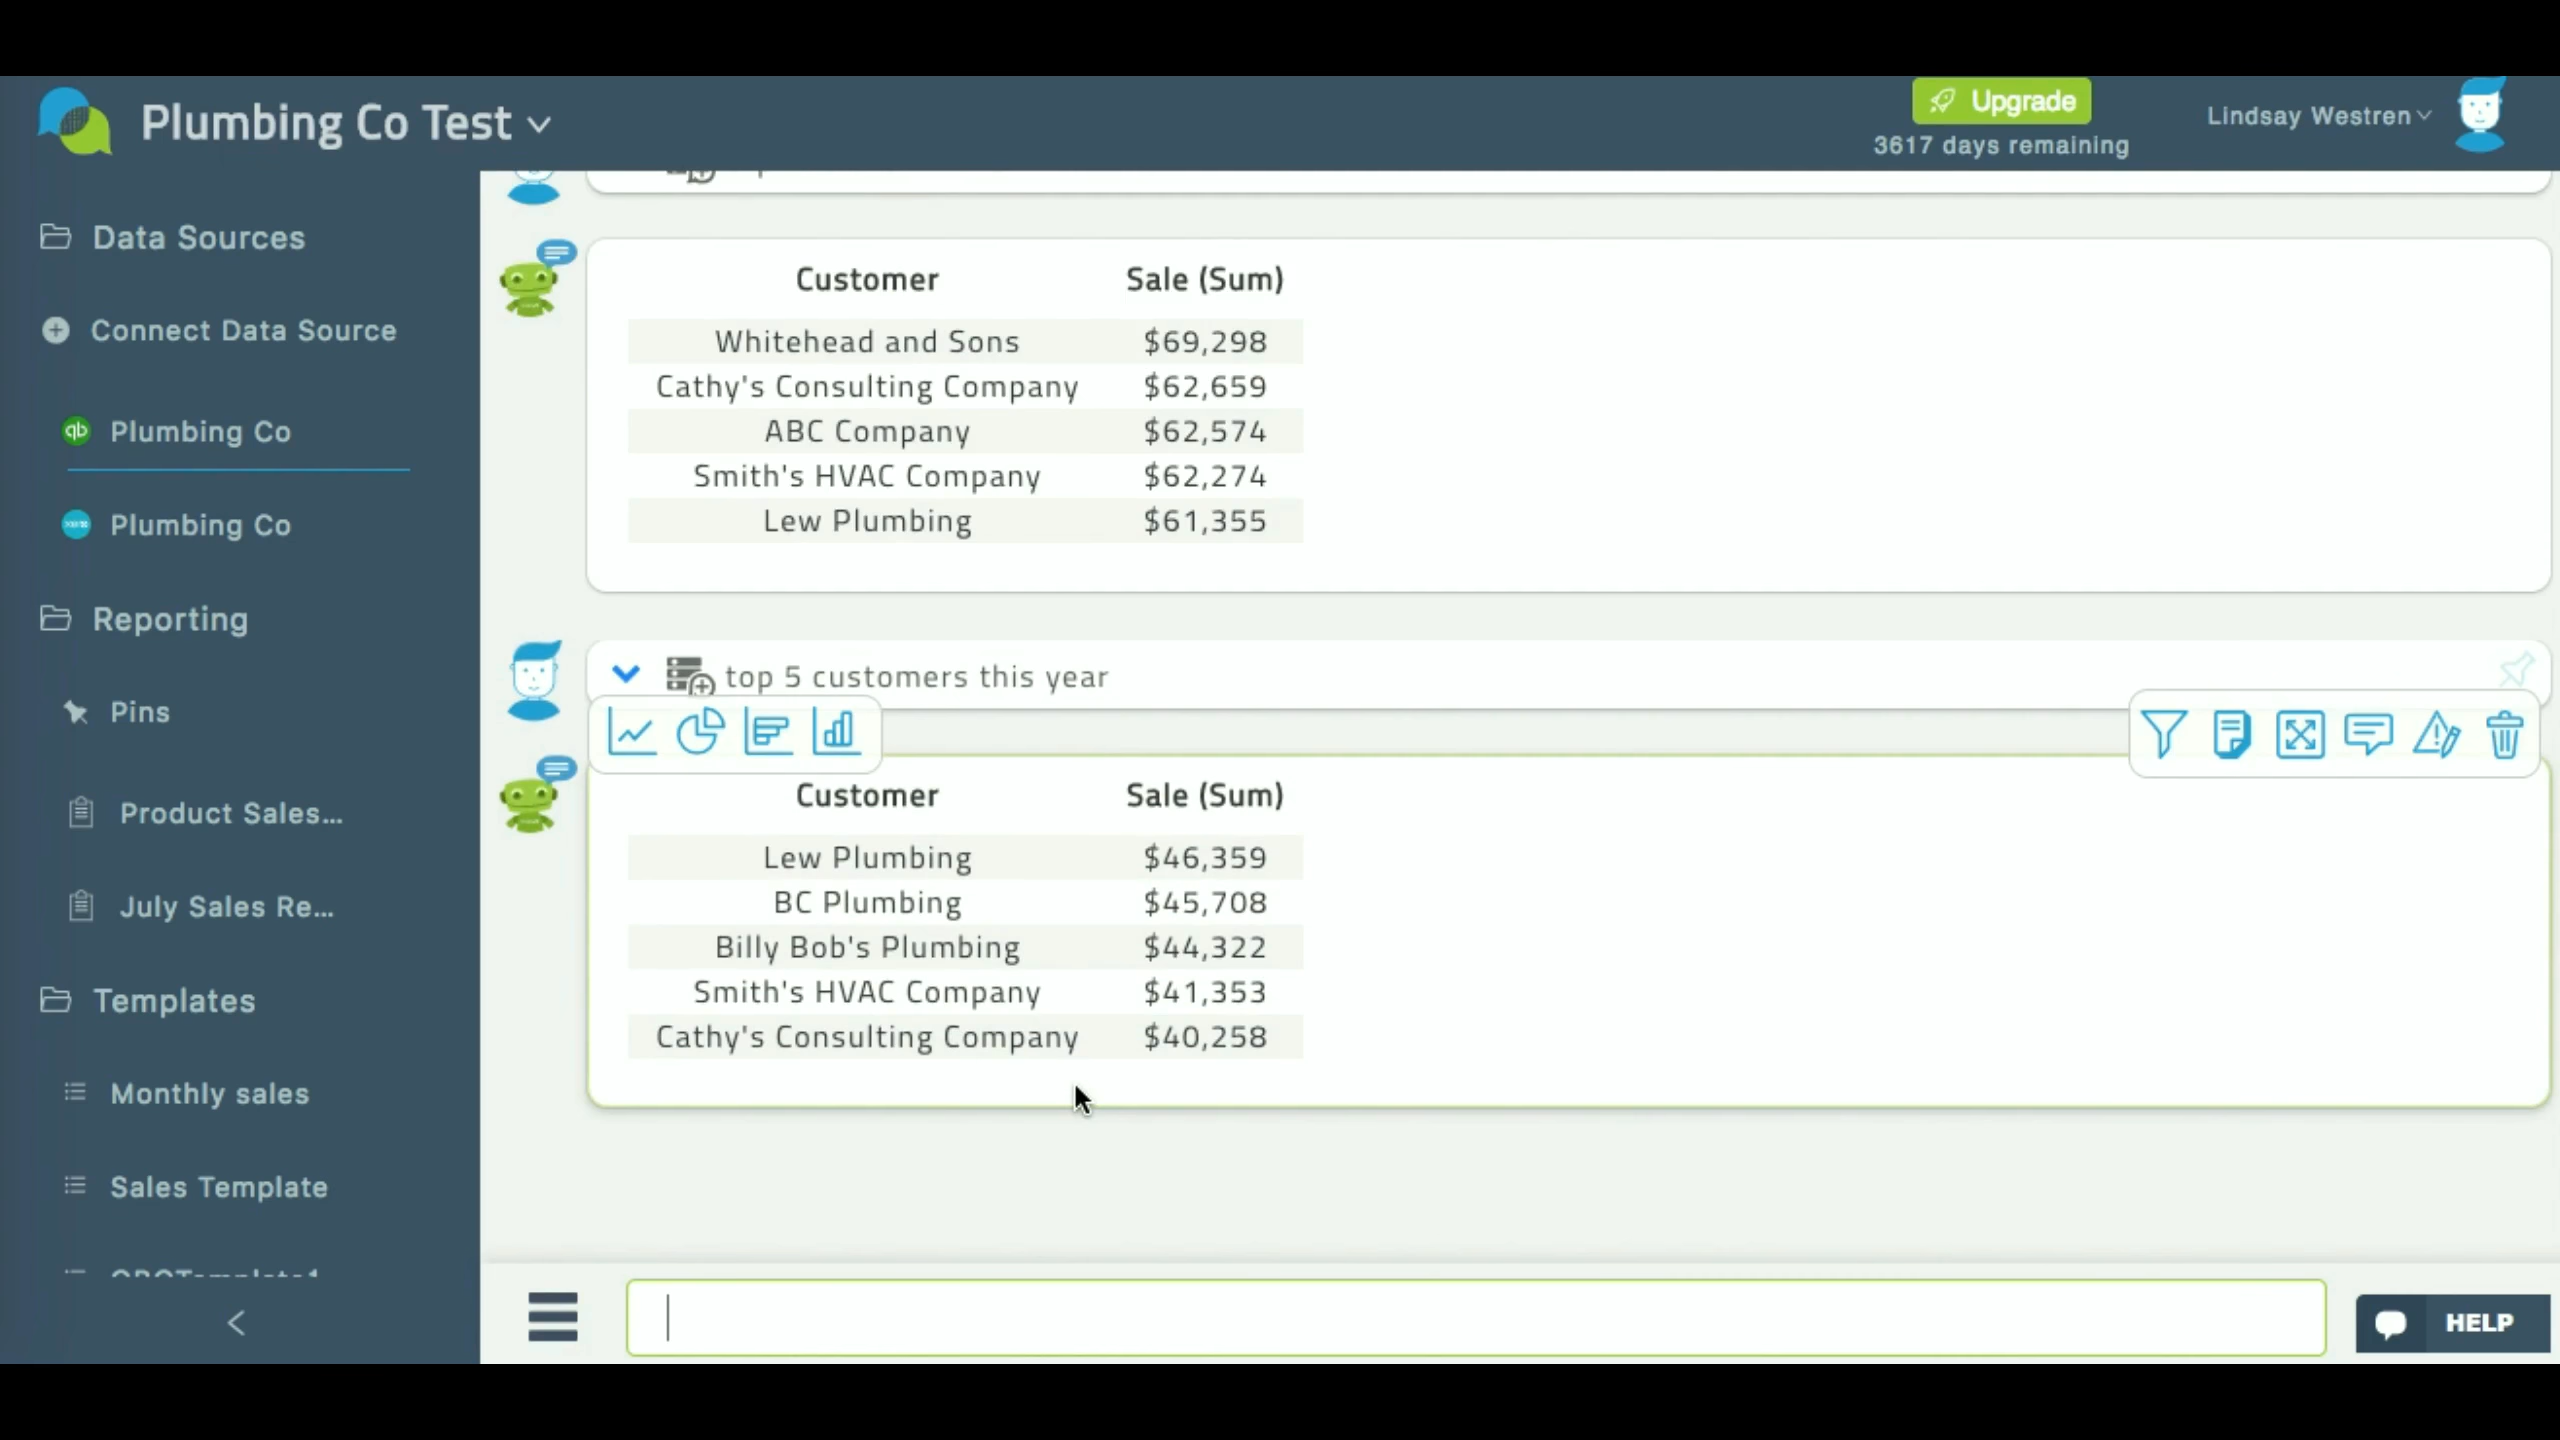 Plumbing Co Test
Upgrade
3617 days remaining
Lindsay Westren
Data Sources
Connect Data Source
qb Plumbing Co
Plumbing Co
Reporting
Pins
Product Sales...
July Sales Re...
Templates
Monthly sales
Sales Template
Customer Sale (Sum)
Whitehead and Sons $69,298
Cathy's Consulting Company $62,659
ABC Company $62,574
Smith's HVAC Company $62,274
Lew Plumbing $61,355
top 5 customers this year
Customer Sale (Sum)
Lew Plumbing $46,359
BC Plumbing $45,708
Billy Bob's Plumbing $44,322
Smith's HVAC Company $41,353
Cathy's Consulting Company $40,258
HELP